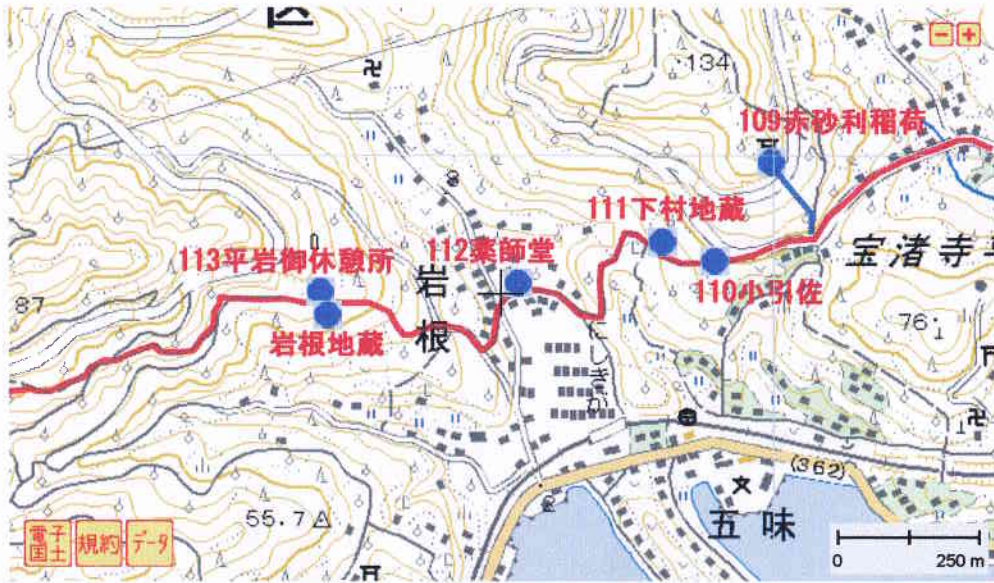 区
134
109赤砂利稲荷
111下村地蔵
宝渚寺平
113平岩御休憩所
112薬師堂
岩根
110小引佐
87
岩根地蔵
76
にしきが
(362)
五味
55.7
電子国土
規約
データ
0
250 m